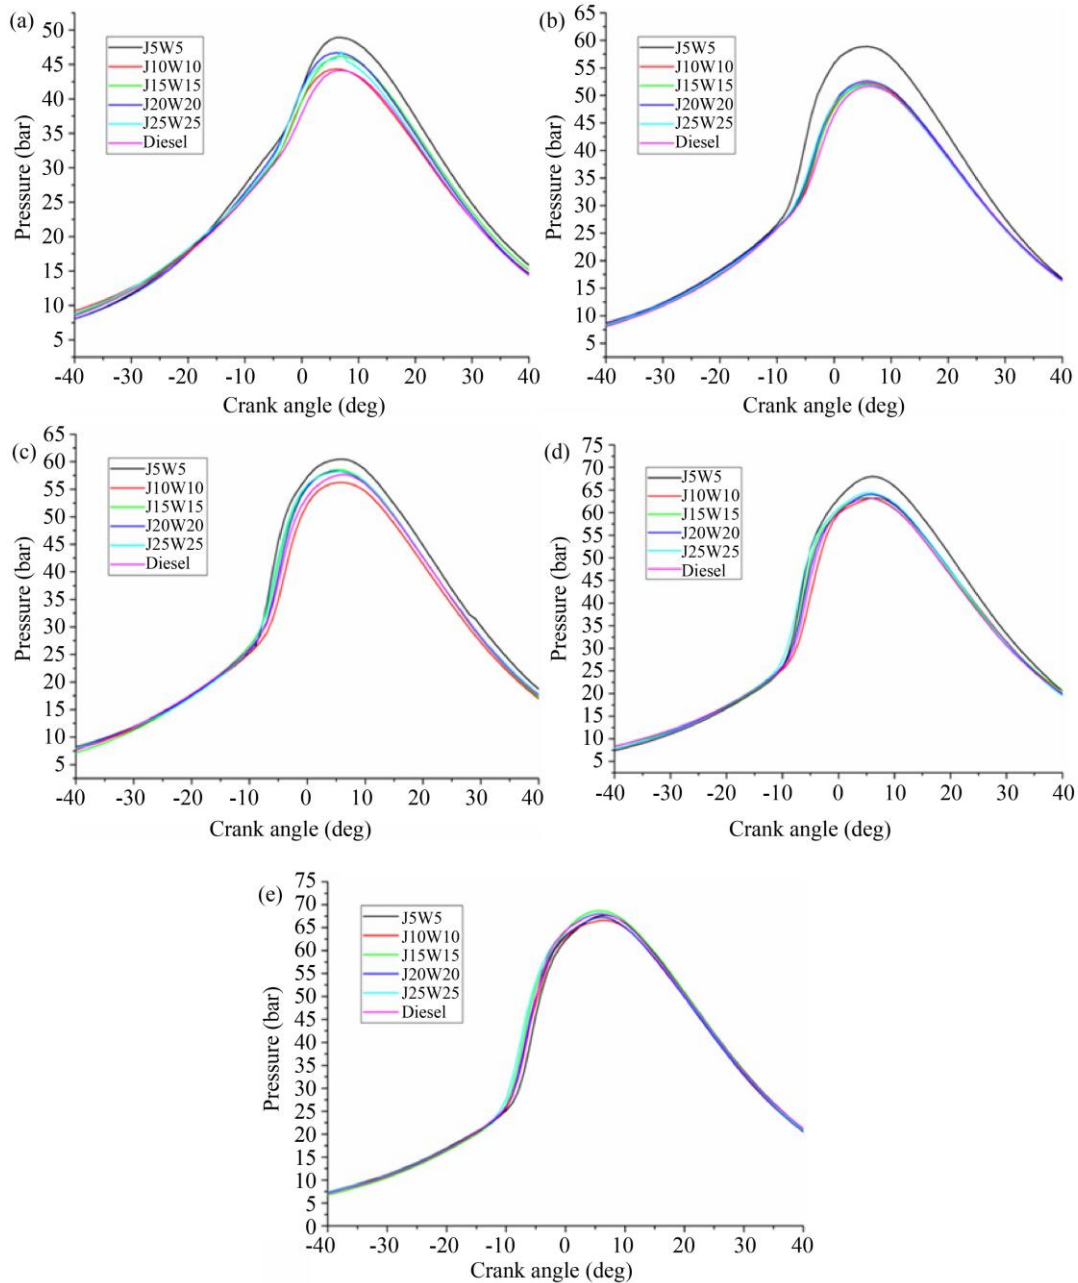 (a)
50
45
40
35
30
25
20
15
10
5
Pressure (bar)
J5W5
J10W10
J15W15
J20W20
J25W25
Diesel
-40 -30 -20 -10 0 10 20 30 40
Crank angle (deg)
(b)
65
60
55
50
45
40
35
30
25
20
15
10
5
Pressure (bar)
J5W5
J10W10
J15W15
J20W20
J25W25
Diesel
-40 -30 -20 -10 0 10 20 30 40
Crank angle (deg)
(c)
65
60
55
50
45
40
35
30
25
20
15
10
5
Pressure (bar)
J5W5
J10W10
J15W15
J20W20
J25W25
Diesel
-40 -30 -20 -10 0 10 20 30 40
Crank angle (deg)
(d)
75
70
65
60
55
50
45
40
35
30
25
20
15
10
5
Pressure (bar)
J5W5
J10W10
J15W15
J20W20
J25W25
Diesel
-40 -30 -20 -10 0 10 20 30 40
Crank angle (deg)
(e)
75
70
65
60
55
50
45
40
35
30
25
20
15
10
5
0
Pressure (bar)
J5W5
J10W10
J15W15
J20W20
J25W25
Diesel
-40 -30 -20 -10 0 10 20 30 40
Crank angle (deg)